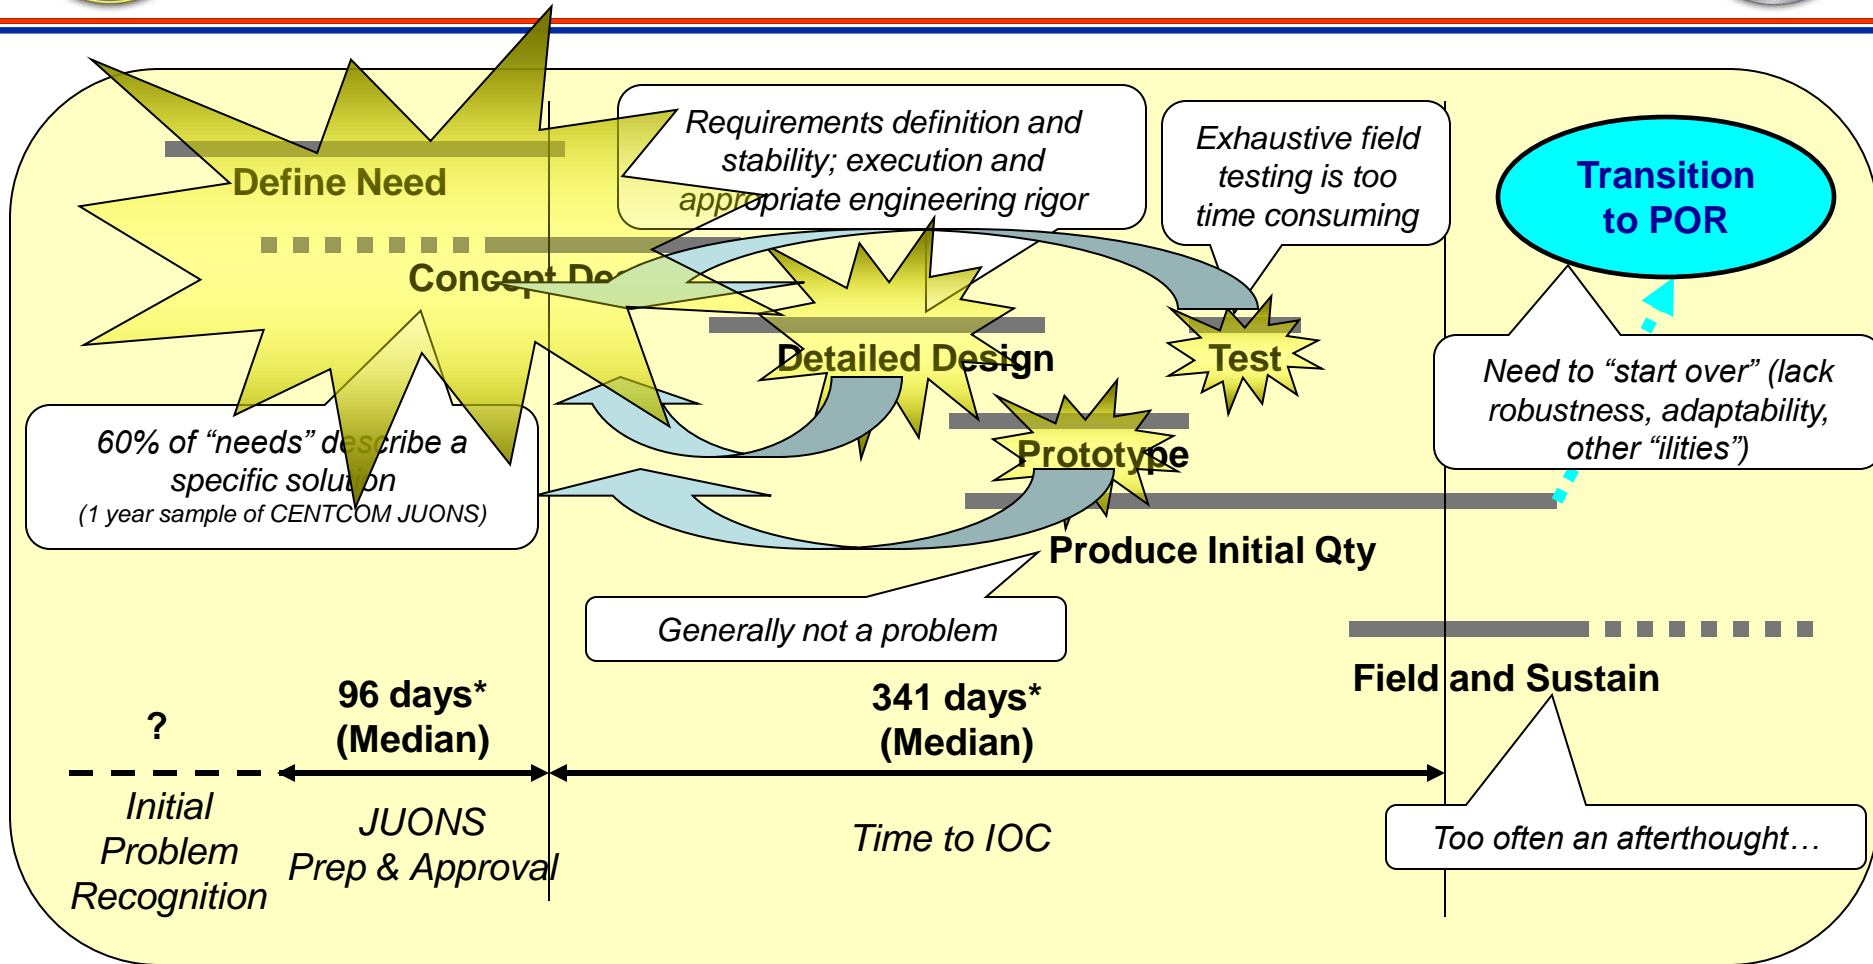 Requirements definition and
stability; execution and
appropriate engineering rigor
Exhaustive field
testing is too
time consuming
Transition
to POR
Define Need
Concept Des
Detailed Design
Test
Need to “start over” (lack
robustness, adaptability,
other “ilities”)
60% of “needs” describe a
specific solution
(1 year sample of CENTCOM JUONS)
Prototype
Produce Initial Qty
Generally not a problem
Field and Sustain
?
96 days*
(Median)
341 days*
(Median)
Initial
Problem
Recognition
JUONS
Prep & Approval
Time to IOC
Too often an afterthought…